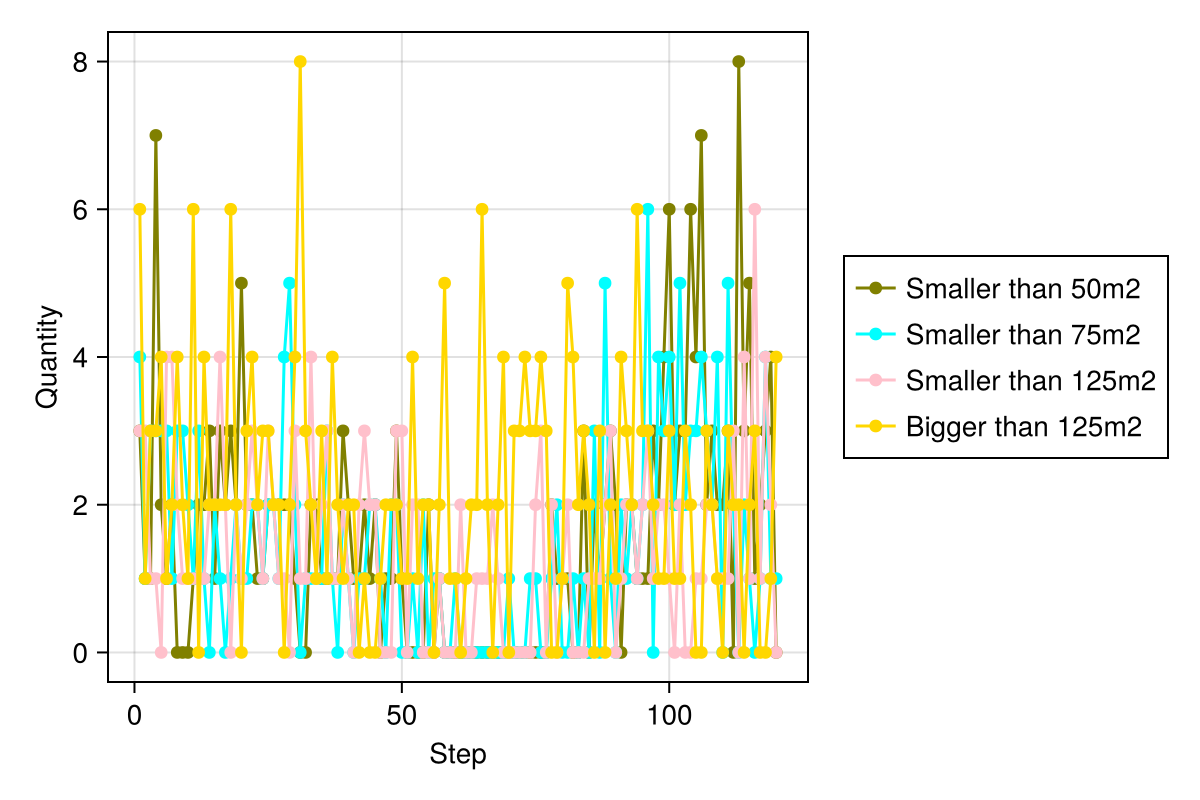 8
6
4
2
0
Quantity
0
50
100
Step
Smaller than 50m2
Smaller than 75m2
Smaller than 125m2
Bigger than 125m2